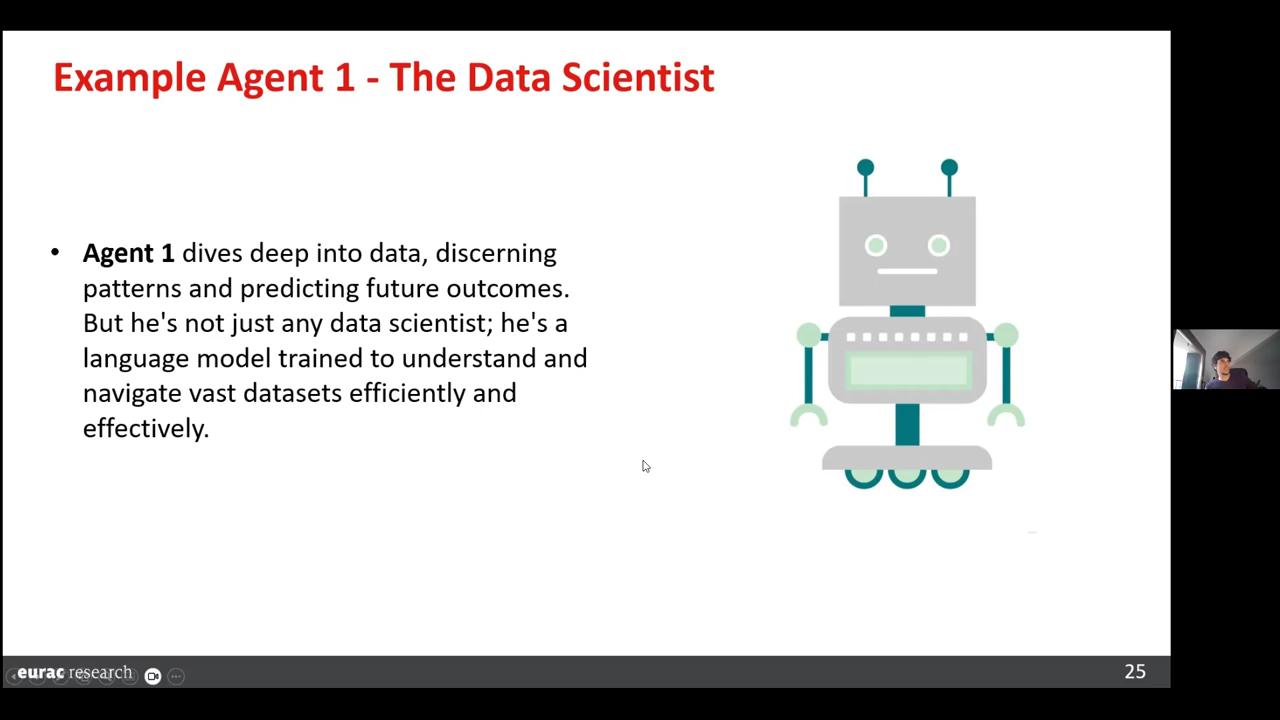 Example Agent 1 - The Data Scientist
• Agent 1 dives deep into data, discerning
patterns and predicting future outcomes.
But he's not just any data scientist; he's a
language model trained to understand and
navigate vast datasets efficiently and
effectively.
eurac research
25